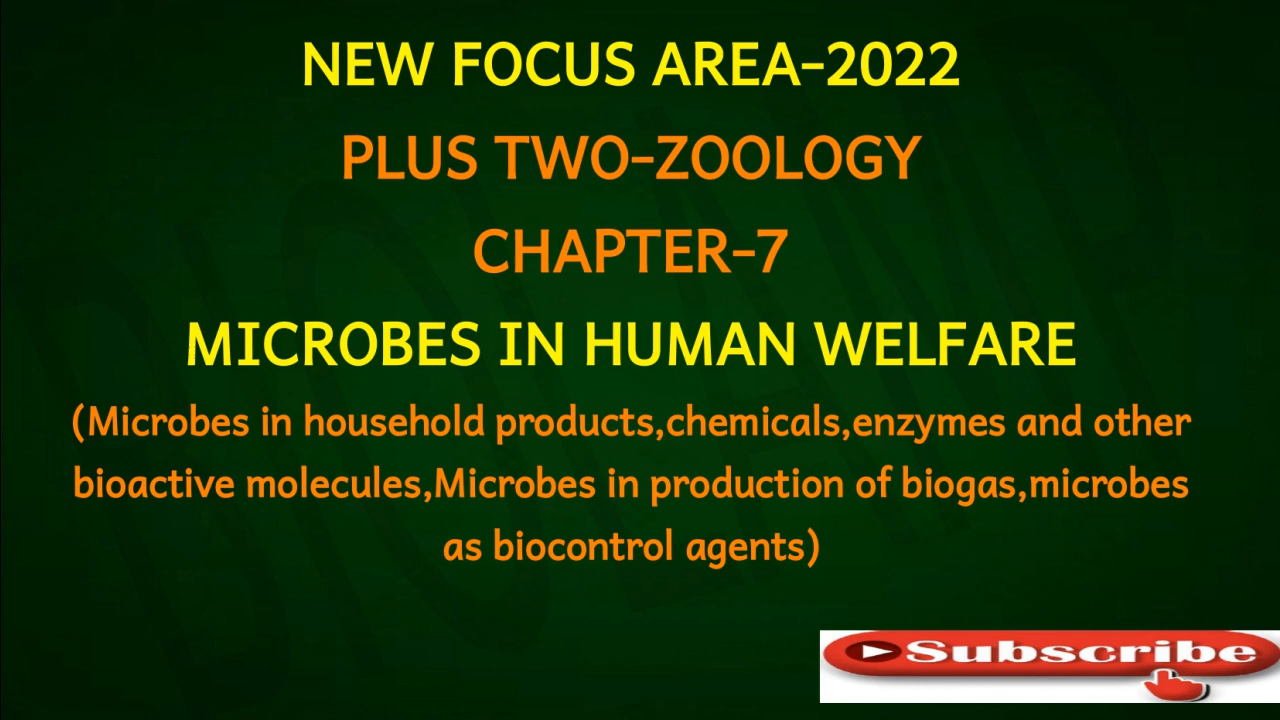 NEW FOCUS AREA-2022
PLUS TWO-ZOOLOGY
CHAPTER-7
MICROBES IN HUMAN WELFARE
(Microbes in household products,chemicals,enzymes and other
bioactive molecules,Microbes in production of biogas,microbes
as biocontrol agents)
Subscribe